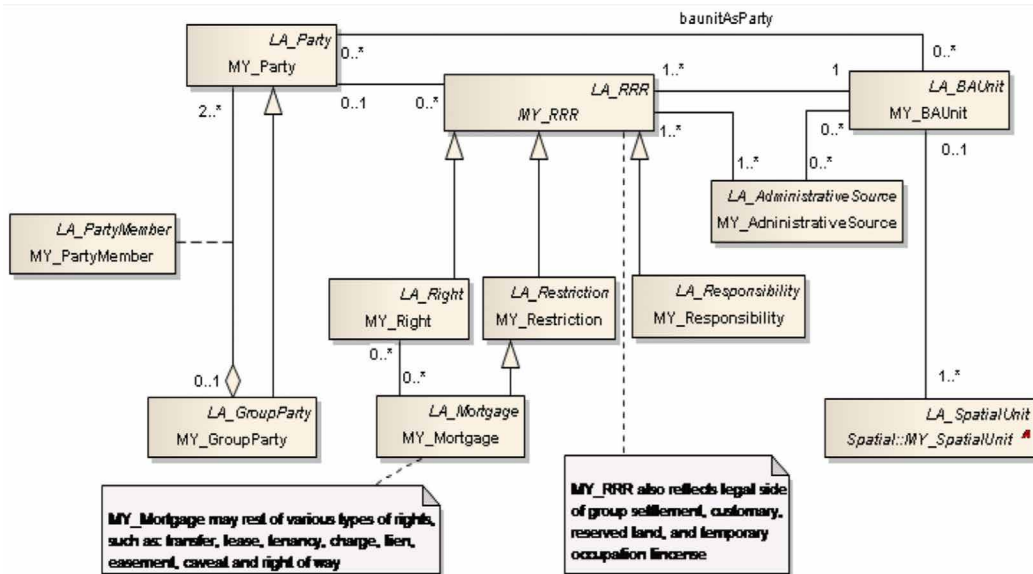 baunitAsParty
LA_Party
MY_Party
0..*
0..*
2..*
0..1
0..*
LA_RRR
MY_RRR
1..*
1
1..*
LA_BAUnit
MY_BAUnit
0..*
0..1
1..*
0..*
LA_AdministrativeSource
MY_AdninistrativeSource
LA_PartyMember
MY_PartyMember
LA_Right
MY_Right
LA_Restriction
MY_Restriction
LA_Responsibility
MY_Responsibility
0..*
0..*
0..1
1..*
LA_GroupParty
MY_GroupParty
LA_Mortgage
MY_Mortgage
LA_SpatialUnit
Spatial::MY_SpatialUnit
MY_Mortgage may rest of various types of rights,
such as: transfer, lease, tenancy, charge, lien,
easement, caveat and right of way
MY_RRR also reflects legal side
of group settlement, customary,
reserved land, and temporary
occupation lincense